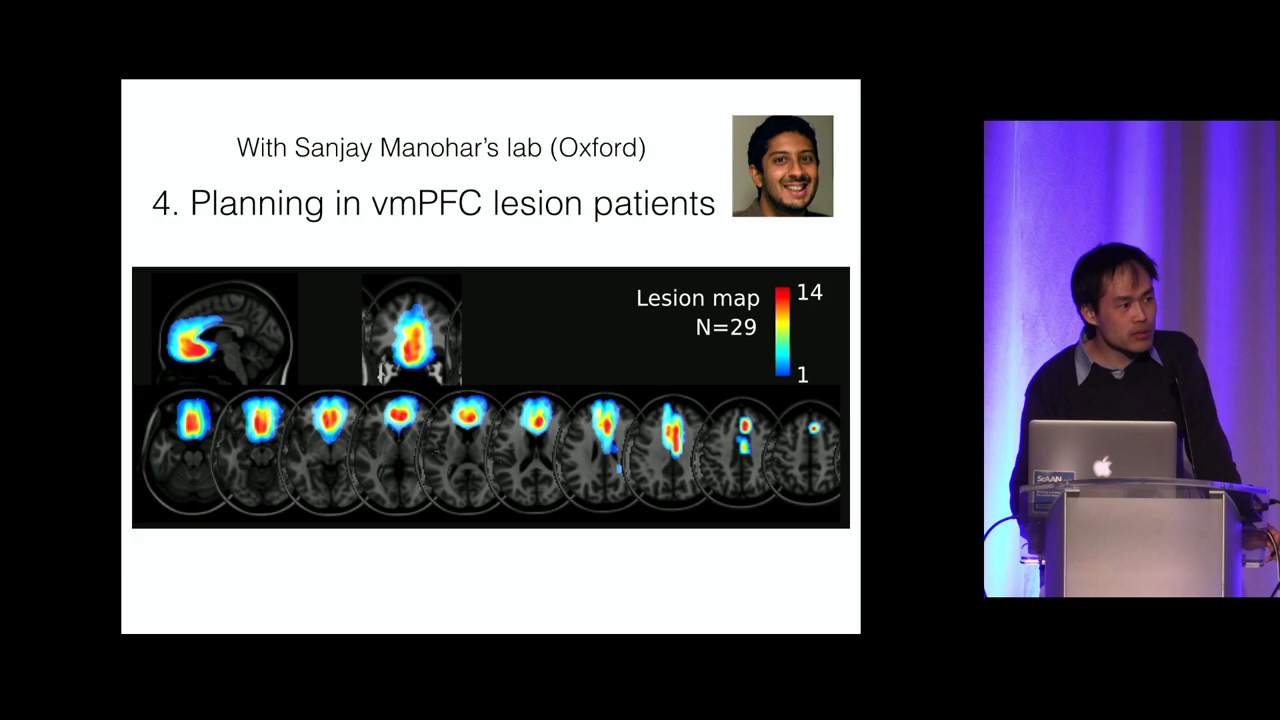 With Sanjay Manohar's lab (Oxford)
4. Planning in vmPFC lesion patients
Lesion map
N=29
14
1